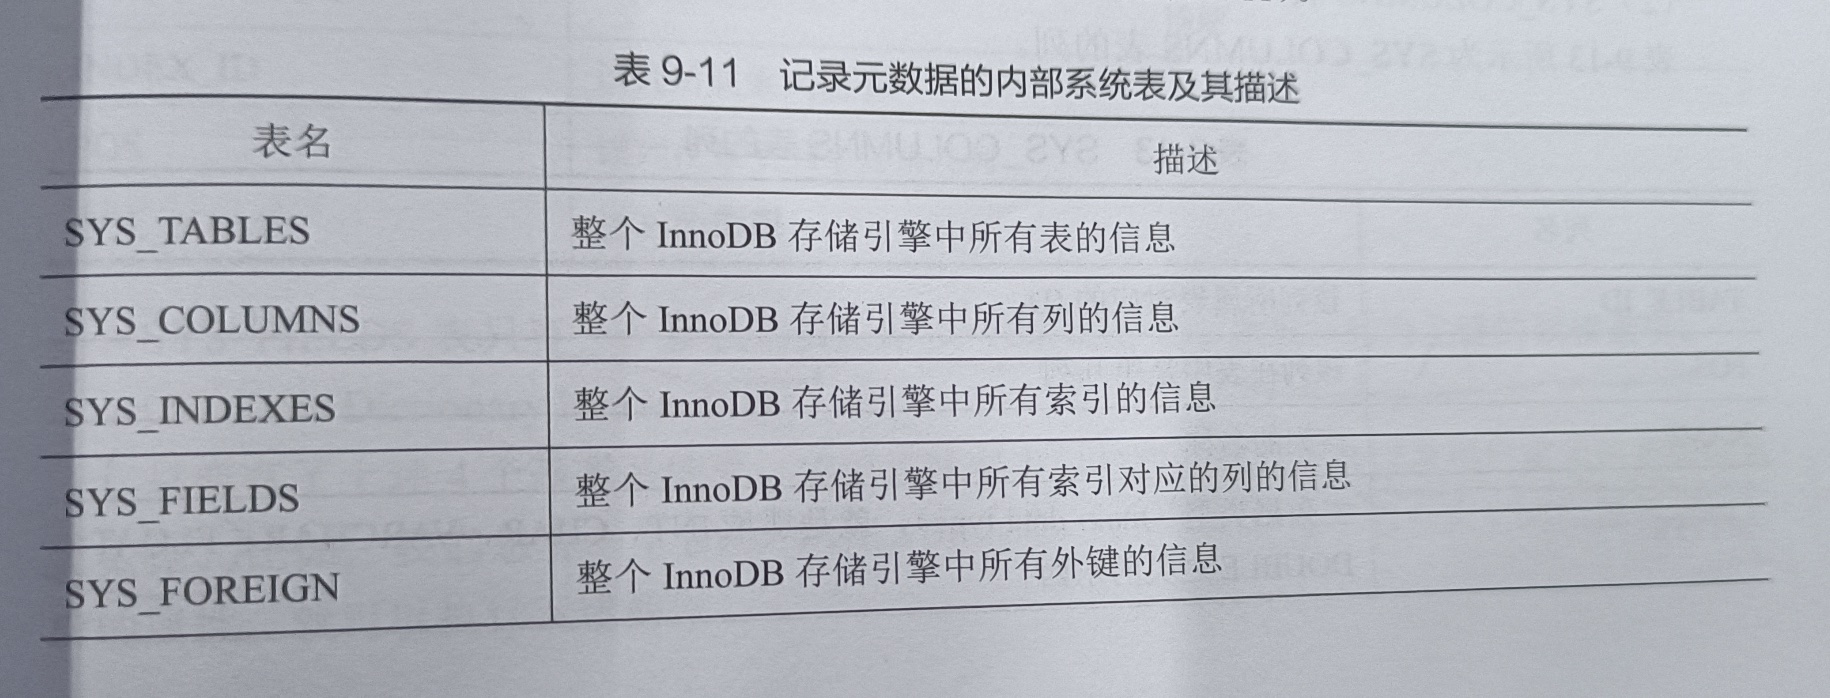 表 9-11 记录元数据的内部系统表及其描述
表名 描述
SYS_TABLES 整个 InnoDB 存储引擎中所有表的信息
SYS_COLUMNS 整个 InnoDB 存储引擎中所有列的信息
SYS_INDEXES 整个 InnoDB 存储引擎中所有索引的信息
SYS_FIELDS 整个 InnoDB 存储引擎中所有索引对应的列的信息
SYS_FOREIGN 整个 InnoDB 存储引擎中所有外键的信息